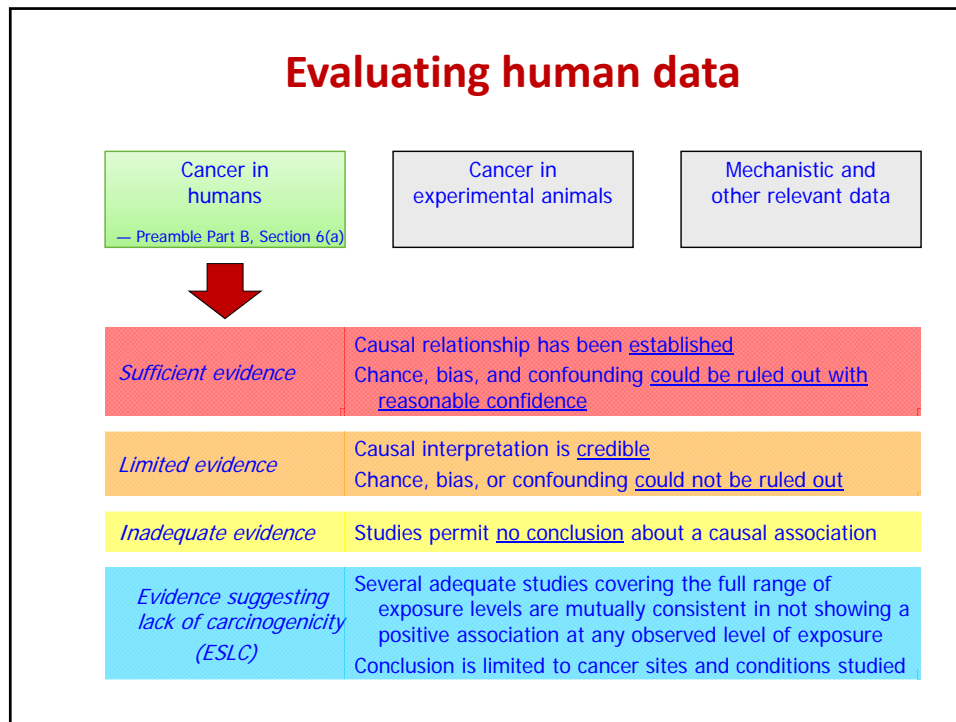 Evaluating human data
Cancer in
humans
— Preamble Part B, Section 6(a)
Cancer in
experimental animals
Mechanistic and
other relevant data
Sufficient evidence
Causal relationship has been established
Chance, bias, and confounding could be ruled out with
reasonable confidence
Limited evidence
Causal interpretation is credible
Chance, bias, or confounding could not be ruled out
Inadequate evidence
Studies permit no conclusion about a causal association
Evidence suggesting
lack of carcinogenicity
(ESLC)
Several adequate studies covering the full range of
exposure levels are mutually consistent in not showing a
positive association at any observed level of exposure
Conclusion is limited to cancer sites and conditions studied